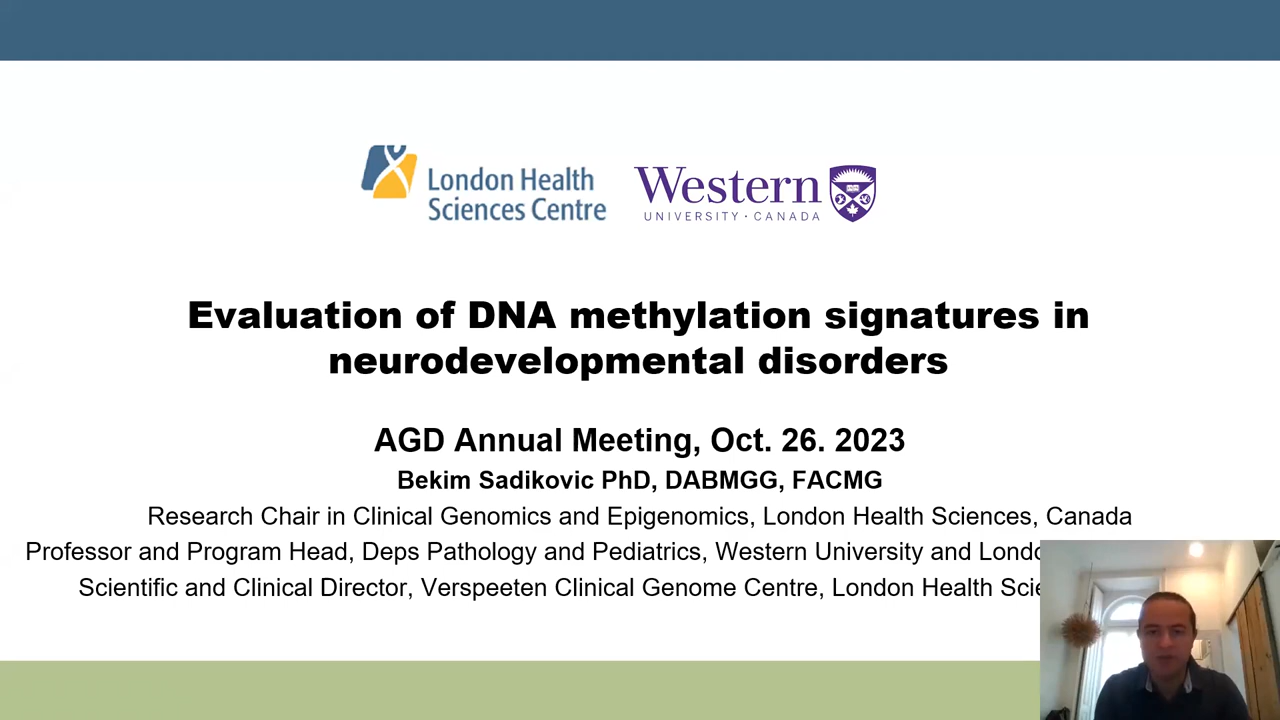 London Health
Sciences Centre
Western
UNIVERSITY · CANADA
Evaluation of DNA methylation signatures in
neurodevelopmental disorders
AGD Annual Meeting, Oct. 26. 2023
Bekim Sadikovic PhD, DABMGG, FACMG
Research Chair in Clinical Genomics and Epigenomics, London Health Sciences, Canada
Professor and Program Head, Deps Pathology and Pediatrics, Western University and
Scientific and Clinical Director, Verspeeten Clinical Genome Centre, London Health